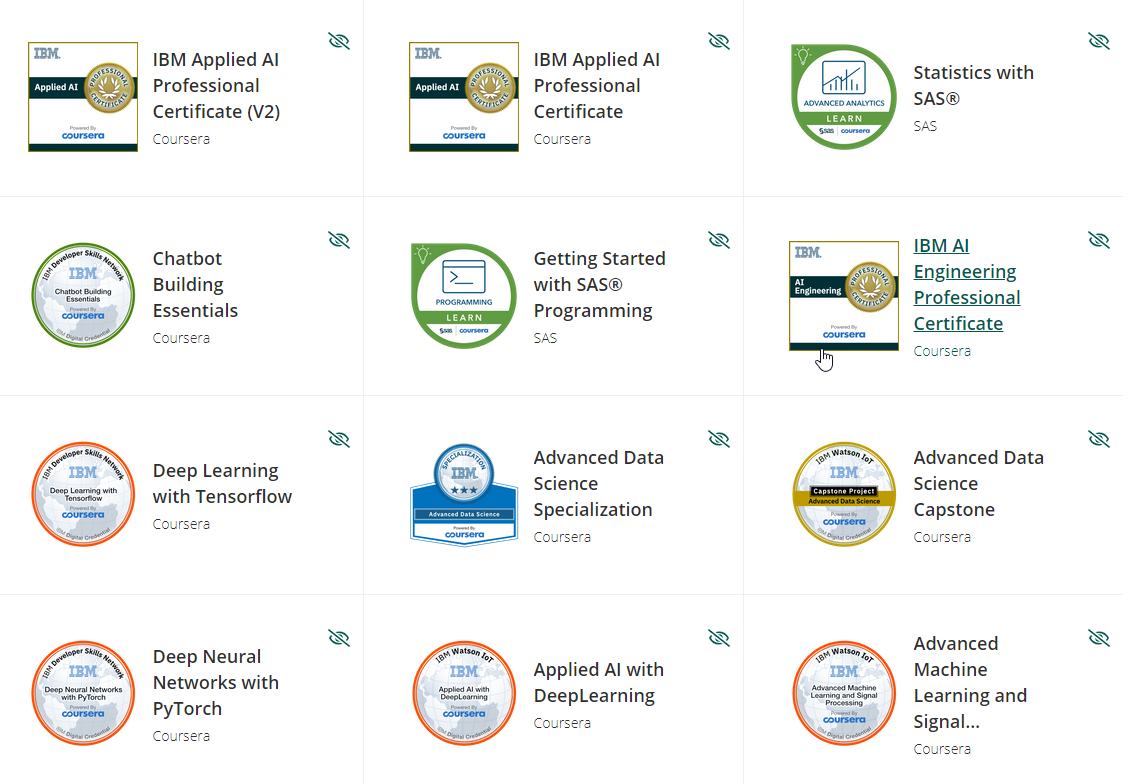 IBM.
Applied AI
PROFESSIONAL
CERTIFICATE
Powered By
coursera
IBM Applied AI
Professional
Certificate (V2)
Coursera
IBM.
Applied AI
PROFESSIONAL
CERTIFICATE
Powered By
coursera
IBM Applied AI
Professional
Certificate
Coursera
ADVANCED ANALYTICS
LEARN
sas coursera
Statistics with
SAS®
SAS
IBM Developer Skills Network
IBM
Chatbot Building
Essentials
Powered By
coursera
IBM Digital Credential
Chatbot
Building
Essentials
Coursera
PROGRAMMING
LEARN
sas coursera
Getting Started
with SAS®
Programming
SAS
IBM.
AI
Engineering
PROFESSIONAL
CERTIFICATE
Powered By
coursera
IBM AI
Engineering
Professional
Certificate
Coursera
IBM Developer Skills Network
IBM
Deep Learning with
Tensorflow
Powered By
coursera
IBM Digital Credential
Deep Learning
with Tensorflow
Coursera
SPECIALIZATION
IBM
Advanced Data Science
Powered By
coursera
Advanced Data
Science
Specialization
Coursera
IBM Watson IoT
IBM
Capstone Project
Advanced Data Science
Powered By
coursera
IBM Digital Credential
Advanced Data
Science
Capstone
Coursera
IBM Developer Skills Network
IBM
Deep Neural Networks
with PyTorch
Powered By
coursera
IBM Digital Credential
Deep Neural
Networks with
PyTorch
Coursera
IBM Watson IoT
IBM
Applied AI with
DeepLearning
Powered By
coursera
IBM Digital Credential
Applied AI with
DeepLearning
Coursera
IBM Watson IoT
IBM
Advanced Machine
Learning and Signal
Processing
Powered By
coursera
IBM Digital Credential
Advanced
Machine
Learning and
Signal...
Coursera